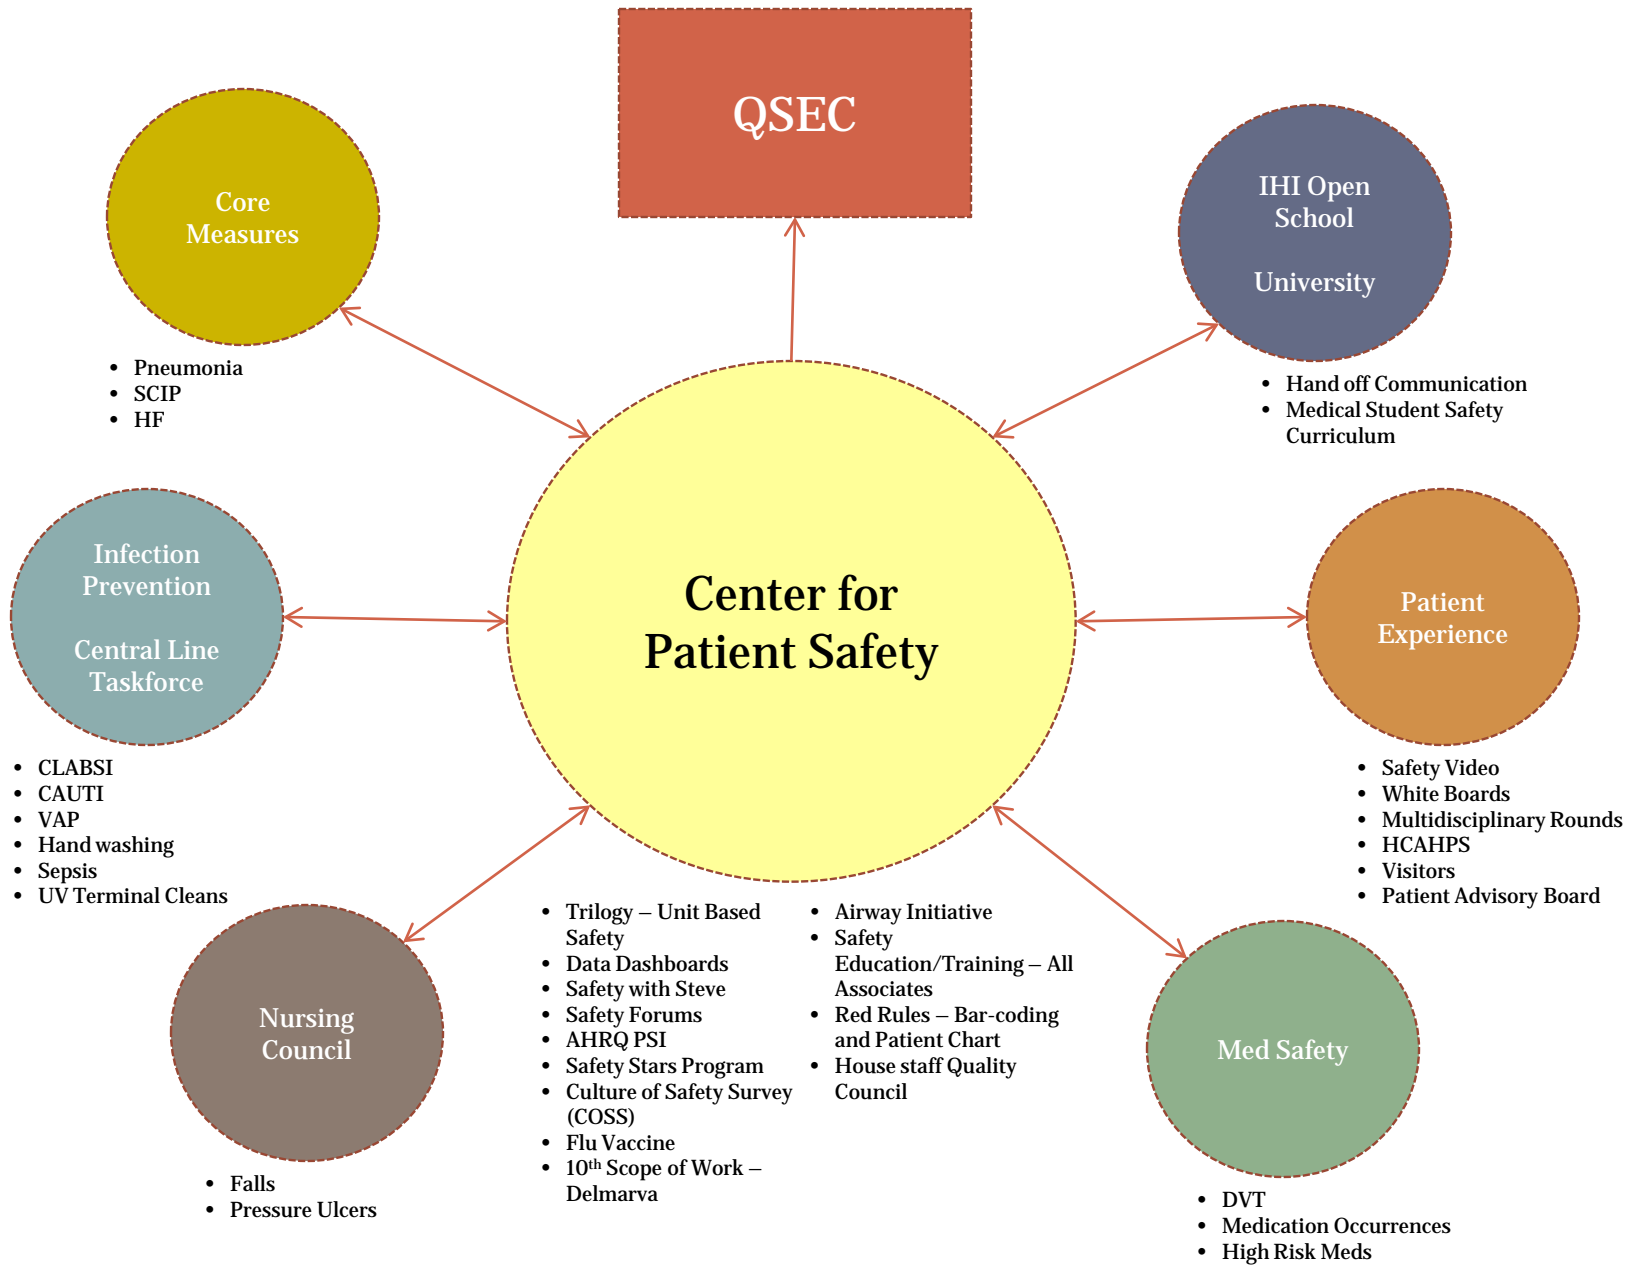 QSEC
Core
Measures
• Pneumonia
• SCIP
• HF
IHI Open
School
University
• Hand off Communication
• Medical Student Safety
Curriculum
Infection
Prevention
Central Line
Taskforce
• CLABSI
• CAUTI
• VAP
• Hand washing
• Sepsis
• UV Terminal Cleans
Center for
Patient Safety
Patient
Experience
• Safety Video
• White Boards
• Multidisciplinary Rounds
• HCAHPS
• Visitors
• Patient Advisory Board
Nursing
Council
• Falls
• Pressure Ulcers
• Trilogy – Unit Based
Safety
• Data Dashboards
• Safety with Steve
• Safety Forums
• AHRQ PSI
• Safety Stars Program
• Culture of Safety Survey
(COSS)
• Flu Vaccine
• 10th Scope of Work –
Delmarva
• Airway Initiative
• Safety
Education/Training – All
Associates
• Red Rules – Bar-coding
and Patient Chart
• House staff Quality
Council
Med Safety
• DVT
• Medication Occurrences
• High Risk Meds